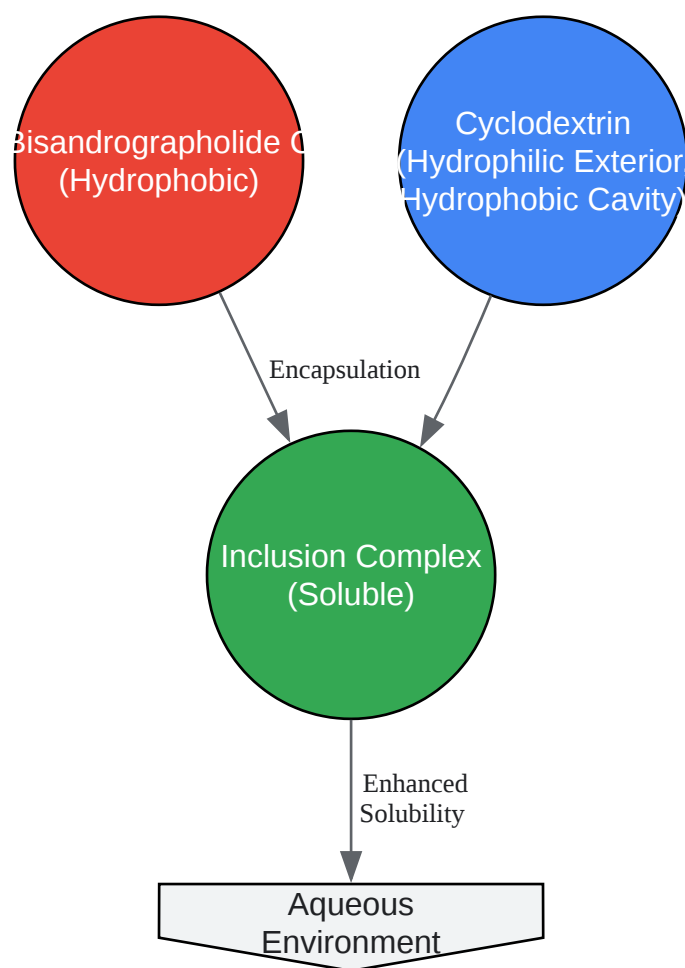 Bisandrographolide C
(Hydrophobic)
Cyclodextrin
(Hydrophilic Exterior,
Hydrophobic Cavity)
Encapsulation
Inclusion Complex
(Soluble)
Enhanced
Solubility
Aqueous
Environment